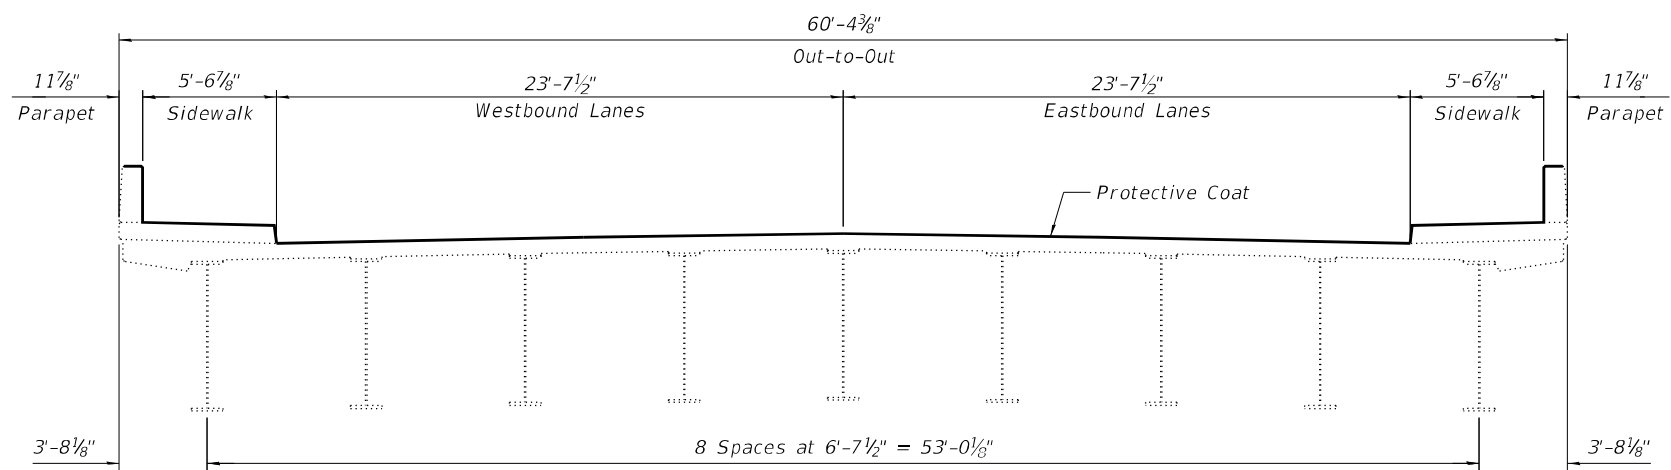 60'-4⅜"
Out-to-Out
11⅞" 5'-6⅞" 23'-7½" 23'-7½" 5'-6⅞" 11⅞"
Parapet Sidewalk Westbound Lanes Eastbound Lanes Sidewalk Parapet
Protective Coat
3'-8⅛" 8 Spaces at 6'-7½" = 53'-0⅛" 3'-8⅛"